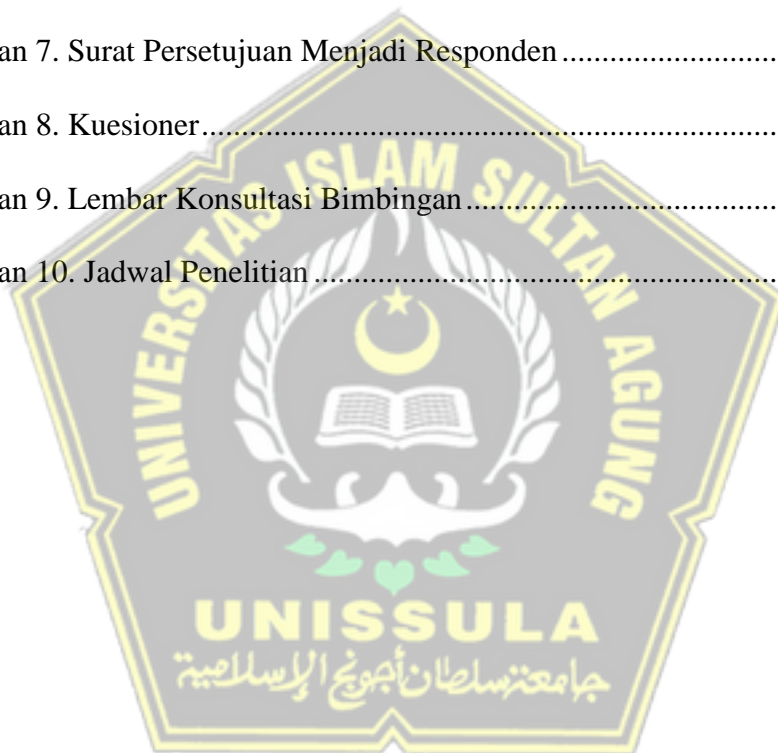 an 7. Surat Persetujuan Menjadi Responden ..........................
an 8. Kuesioner ........................................................................
an 9. Lembar Konsultasi Bimbingan .......................................
an 10. Jadwal Penelitian ..........................................................
UNIVERSITAS ISLAM SULTAN AGUNG
UNISSULA
جامعة سلطان أجونج الإسلامية